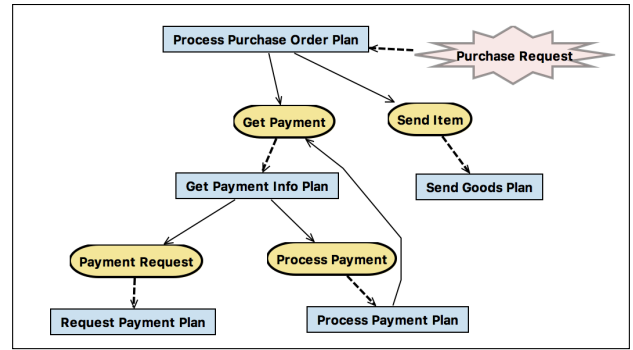 Process Purchase Order Plan
Purchase Request
Get Payment
Send Item
Get Payment Info Plan
Send Goods Plan
Payment Request
Process Payment
Request Payment Plan
Process Payment Plan